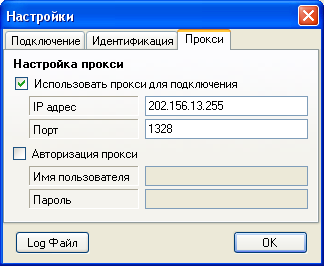 Настройки
Подключение Идентификация Прокси
Настройка прокси
Использовать прокси для подключения
IP адрес 202.156.13.255
Порт 1328
Авторизация прокси
Имя пользователя
Пароль
Log Файл OK